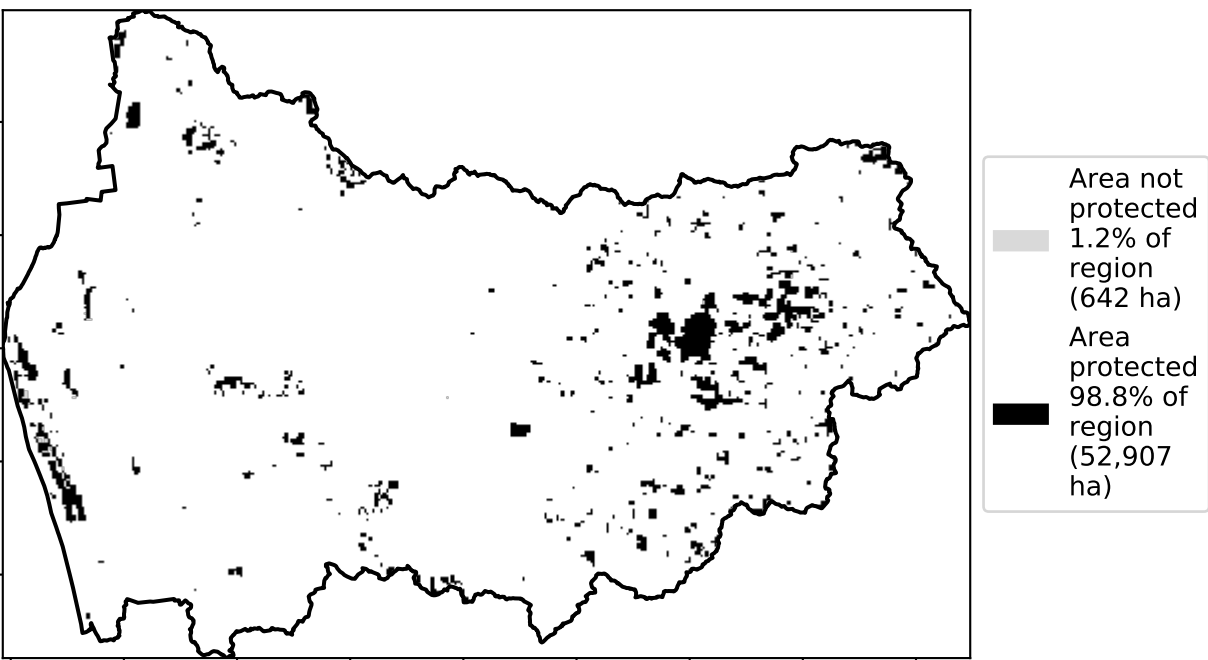 Area not
protected
1.2% of
region
(642 ha)
Area
protected
98.8% of
region
(52,907
ha)